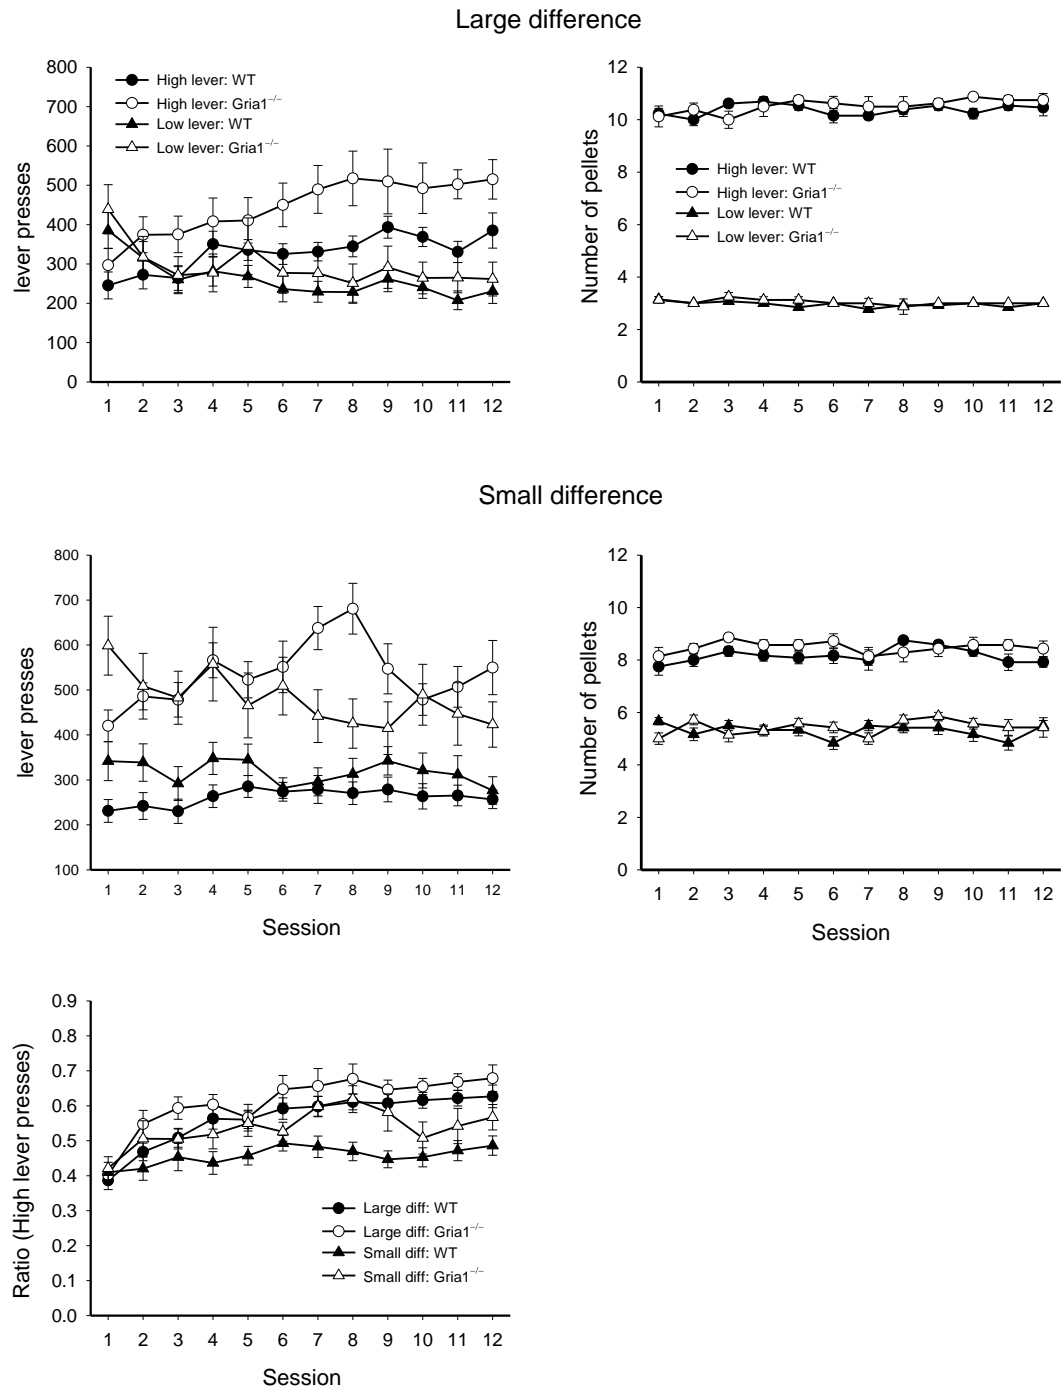 Large difference
lever presses
800
700
600
500
400
300
200
100
0
High lever: WT
High lever: Gria1⁻/⁻
Low lever: WT
Low lever: Gria1⁻/⁻
1 2 3 4 5 6 7 8 9 10 11 12
Number of pellets
12
10
8
6
4
2
0
High lever: WT
High lever: Gria1⁻/⁻
Low lever: WT
Low lever: Gria1⁻/⁻
1 2 3 4 5 6 7 8 9 10 11 12
Small difference
lever presses
800
700
600
500
400
300
200
100
1 2 3 4 5 6 7 8 9 10 11 12
Session
Number of pellets
12
10
8
6
4
2
0
1 2 3 4 5 6 7 8 9 10 11 12
Session
Ratio (High lever presses)
0.9
0.8
0.7
0.6
0.5
0.4
0.3
0.2
0.1
0.0
Large diff: WT
Large diff: Gria1⁻/⁻
Small diff: WT
Small diff: Gria1⁻/⁻
1 2 3 4 5 6 7 8 9 10 11 12
Session